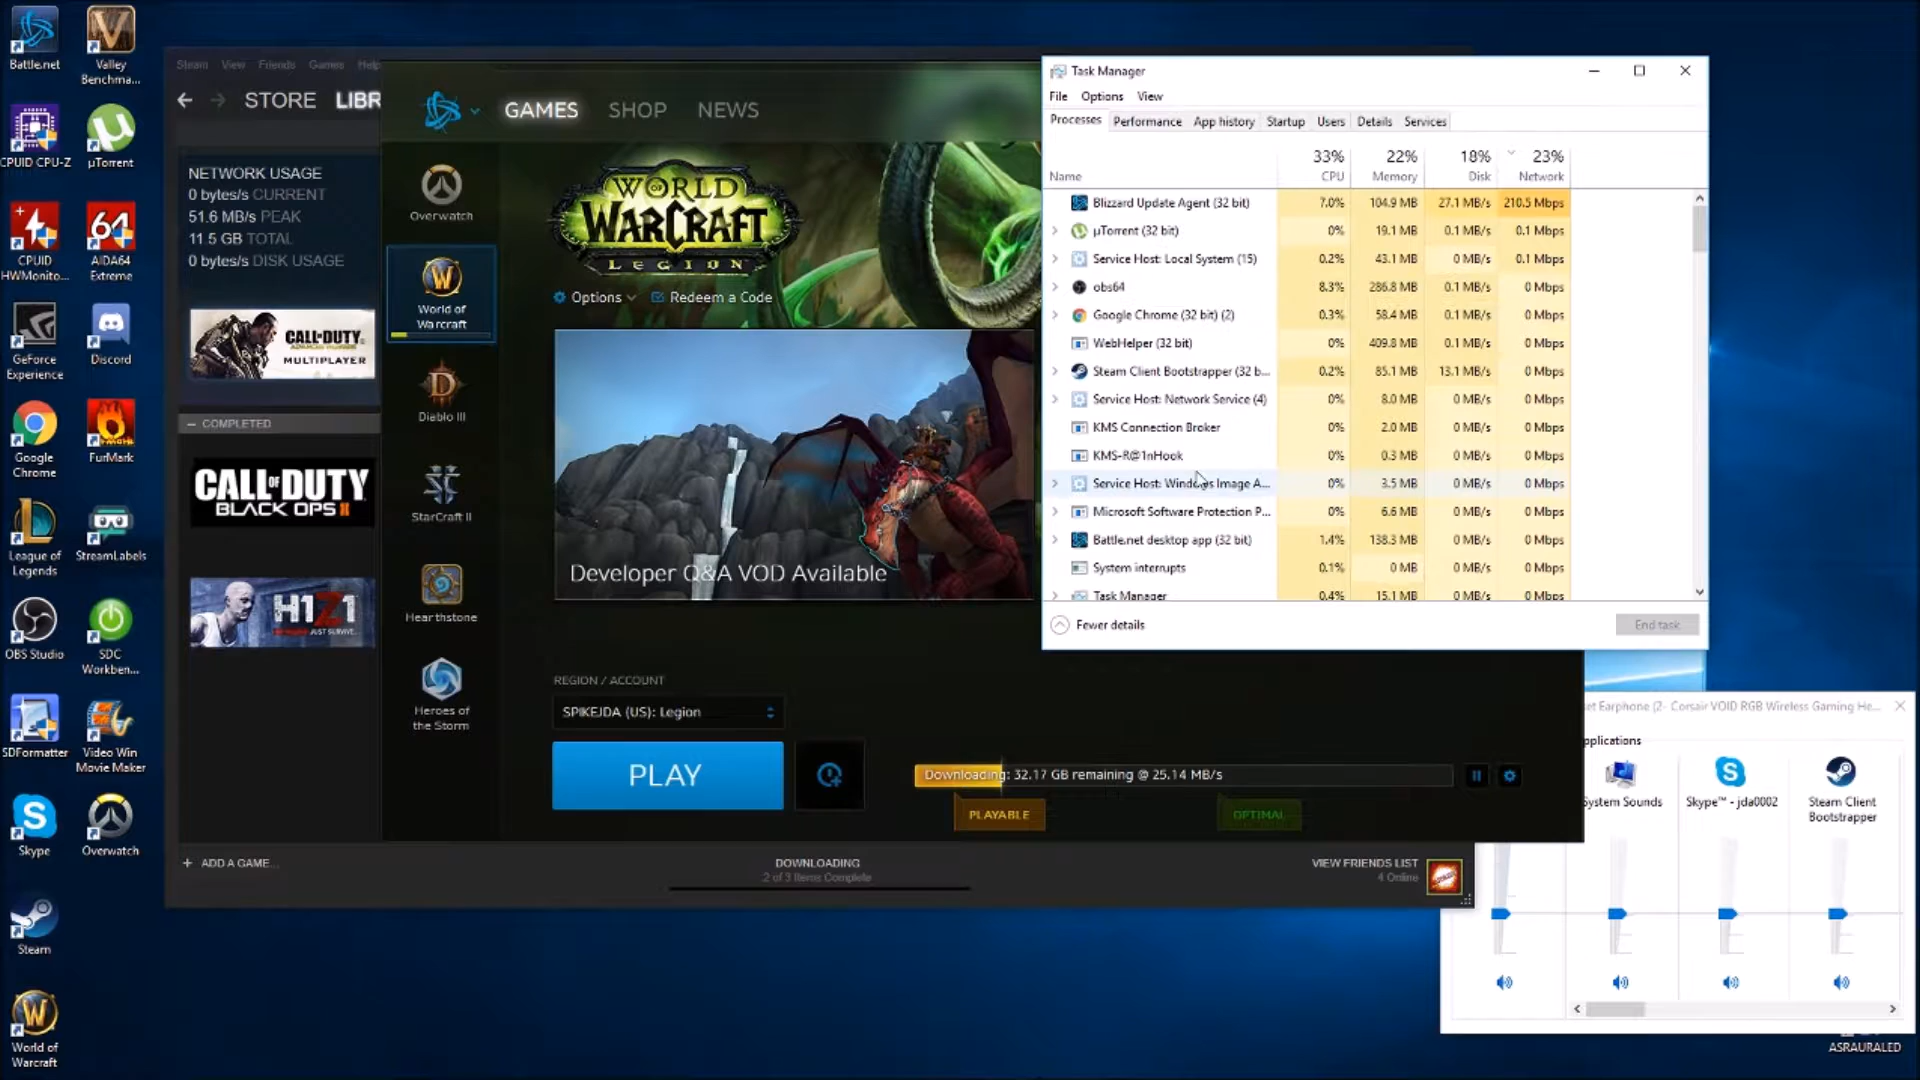 Battle.net
Valley
Benchma...
CPUID CPU-Z
µTorrent
CPUID
HWMonito...
64
AIDA64
Extreme
GeForce
Experience
Discord
Google
Chrome
FurMark
League of
Legends
StreamLabels
OBS Studio
SDC
Workben...
SDFormatter
Video Win
Movie Maker
Skype
Overwatch
Steam
World of
Warcraft
Steam View Friends Games Help
STORE LIBR
NETWORK USAGE
0 bytes/s CURRENT
51.6 MB/s PEAK
11.5 GB TOTAL
0 bytes/s DISK USAGE
CALL OF DUTY
ADVANCED WARFARE
MULTIPLAYER
COMPLETED
CALL OF DUTY
BLACK OPS II
H1Z1
JUST SURVIVE
+ ADD A GAME...
DOWNLOADING
2 of 3 Items Complete
VIEW FRIENDS LIST
4 Online
GAMES SHOP NEWS
Overwatch
World of
Warcraft
Diablo III
StarCraft II
Hearthstone
Heroes of
the Storm
WORLD
OF
WARCRAFT
LEGION
Options Redeem a Code
Developer Q&A VOD Available
REGION / ACCOUNT
SPIKEJDA (US): Legion
PLAY
Downloading: 32.17 GB remaining @ 25.14 MB/s
PLAYABLE
OPTIMAL
Task Manager
File Options View
Processes Performance App history Startup Users Details Services
33% 22% 18% 23%
Name CPU Memory Disk Network
Blizzard Update Agent (32 bit) 7.0% 104.9 MB 27.1 MB/s 210.5 Mbps
µTorrent (32 bit) 0% 19.1 MB 0.1 MB/s 0.1 Mbps
Service Host: Local System (15) 0.2% 43.1 MB 0 MB/s 0.1 Mbps
obs64 8.3% 286.8 MB 0.1 MB/s 0 Mbps
Google Chrome (32 bit) (2) 0.3% 58.4 MB 0.1 MB/s 0 Mbps
WebHelper (32 bit) 0% 409.8 MB 0.1 MB/s 0 Mbps
Steam Client Bootstrapper (32 b... 0.2% 85.1 MB 13.1 MB/s 0 Mbps
Service Host: Network Service (4) 0% 8.0 MB 0 MB/s 0 Mbps
KMS Connection Broker 0% 2.0 MB 0 MB/s 0 Mbps
KMS-R@1nHook 0% 0.3 MB 0 MB/s 0 Mbps
Service Host: Windows Image A... 0% 3.5 MB 0 MB/s 0 Mbps
Microsoft Software Protection P... 0% 6.6 MB 0 MB/s 0 Mbps
Battle.net desktop app (32 bit) 1.4% 138.3 MB 0 MB/s 0 Mbps
System interrupts 0.1% 0 MB 0 MB/s 0 Mbps
Task Manager 0.4% 15.1 MB 0 MB/s 0 Mbps
Fewer details
End task
et Earphone (2- Corsair VOID RGB Wireless Gaming He...
pplications
System Sounds
Skype™ - jda0002
Steam Client
Bootstrapper
ASRAURALED